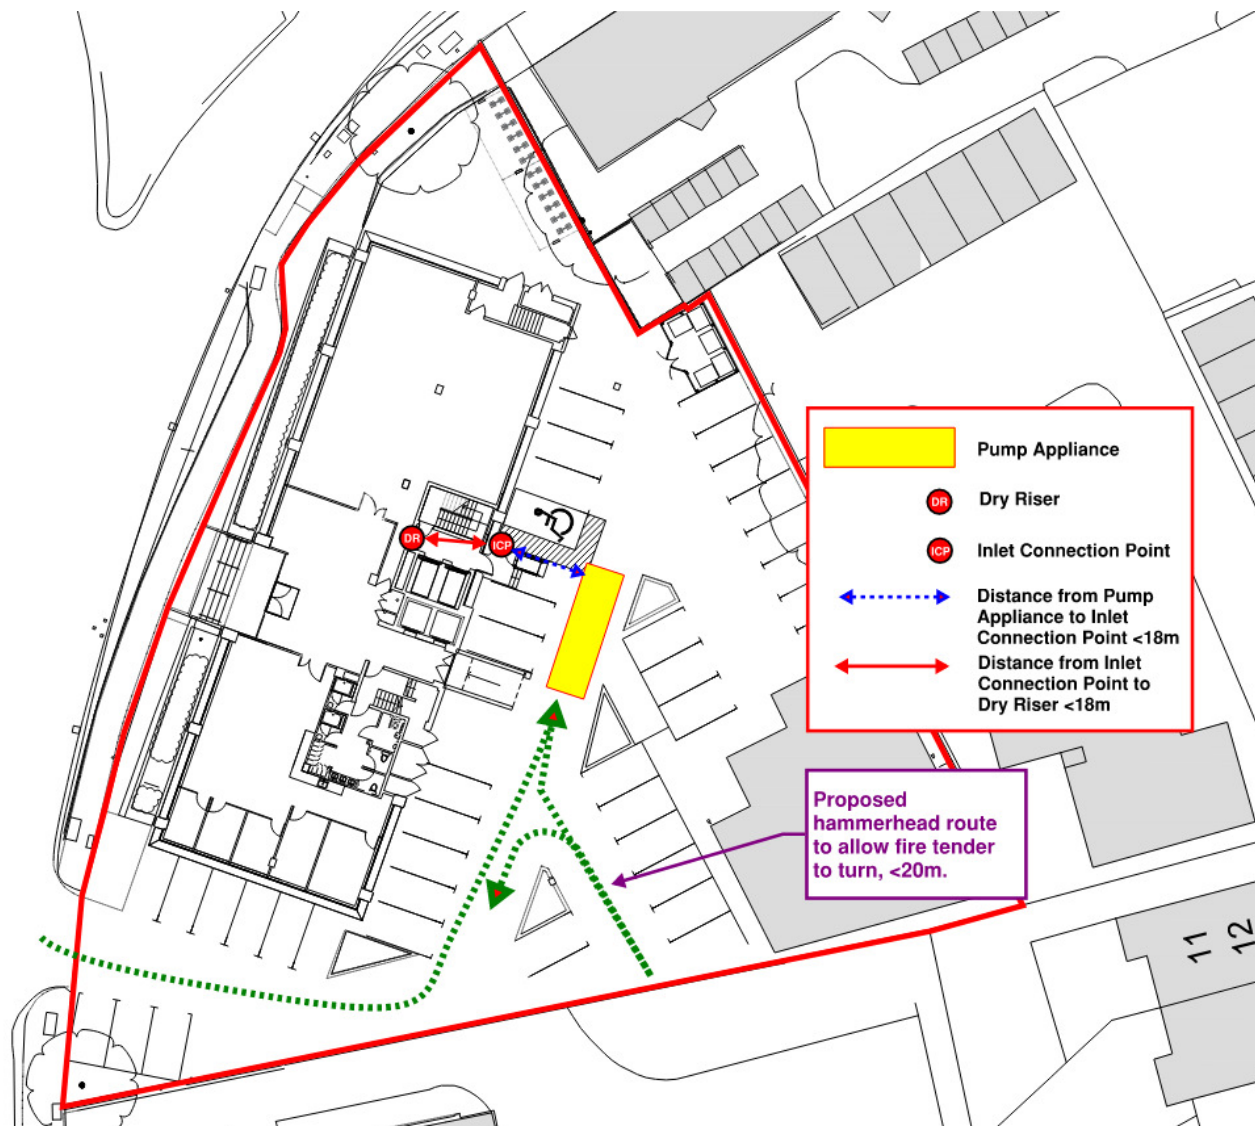 Pump Appliance
DR
Dry Riser
ICP
Inlet Connection Point
Distance from Pump
Appliance to Inlet
Connection Point <18m
Distance from Inlet
Connection Point to
Dry Riser <18m
DR
ICP
Proposed
hammerhead route
to allow fire tender
to turn, <20m.
11
12